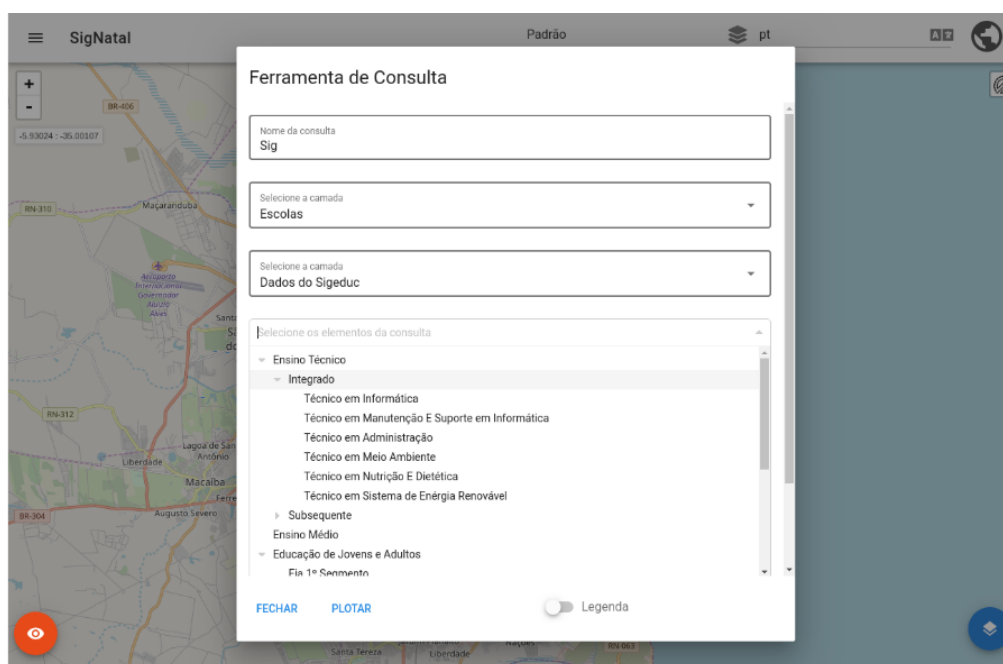 SigNatal
Padrão
pt
+
-
-5.93024 : -35.00107
BR-406
RN-310
Maçaranduba
Aeroporto
Internacional
Governador
Aluízio
Alves
RN-312
Lagoa de San
Antônio
Liberdade
Macaíba
Ferre
BR-304
Augusto Severo
Ferramenta de Consulta
Nome da consulta
Sig
Selecione a camada
Escolas
Selecione a camada
Dados do Sigeduc
Selecione os elementos da consulta
Ensino Técnico
Integrado
Técnico em Informática
Técnico em Manutenção E Suporte em Informática
Técnico em Administração
Técnico em Meio Ambiente
Técnico em Nutrição E Dietética
Técnico em Sistema de Enérgia Renovável
Subsequente
Ensino Médio
Educação de Jovens e Adultos
Eja 1º Segmento
FECHAR
PLOTAR
Legenda
Santa Tereza
Liberdade
Nações
RN-063